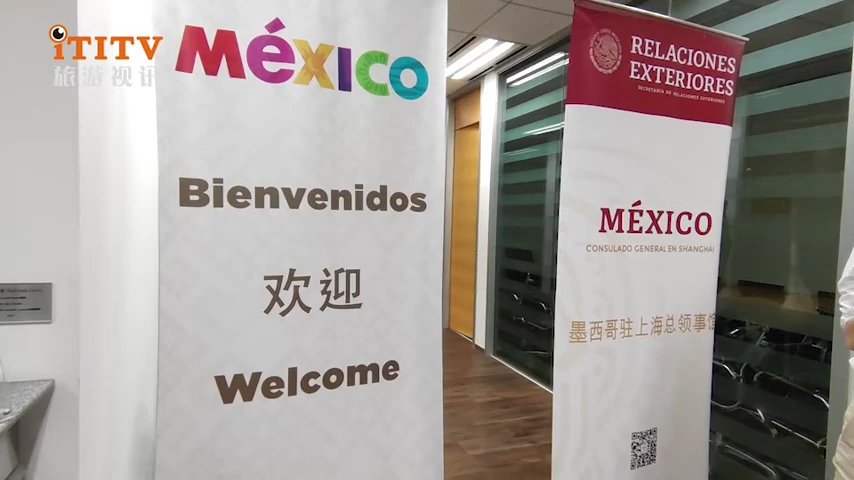 iTITV
旅游视讯
México
Bienvenidos
欢迎
Welcome
RELACIONES
EXTERIORES
SECRETARÍA DE RELACIONES EXTERIORES
MÉXICO
CONSULADO GENERAL EN SHANGHÁI
墨西哥驻上海总领事馆